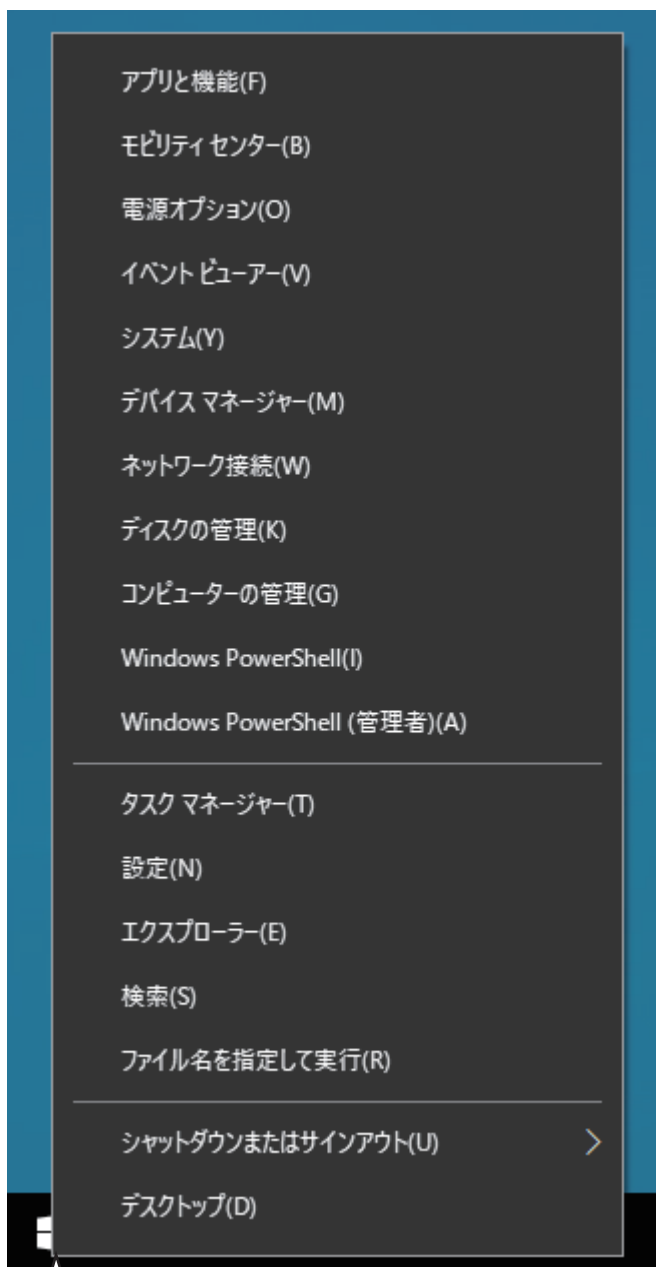 アプリと機能(F)
モビリティ センター(B)
電源オプション(O)
イベント ビューアー(V)
システム(Y)
デバイス マネージャー(M)
ネットワーク接続(W)
ディスクの管理(K)
コンピューターの管理(G)
Windows PowerShell(I)
Windows PowerShell (管理者)(A)
タスク マネージャー(T)
設定(N)
エクスプローラー(E)
検索(S)
ファイル名を指定して実行(R)
シャットダウンまたはサインアウト(U)
デスクトップ(D)